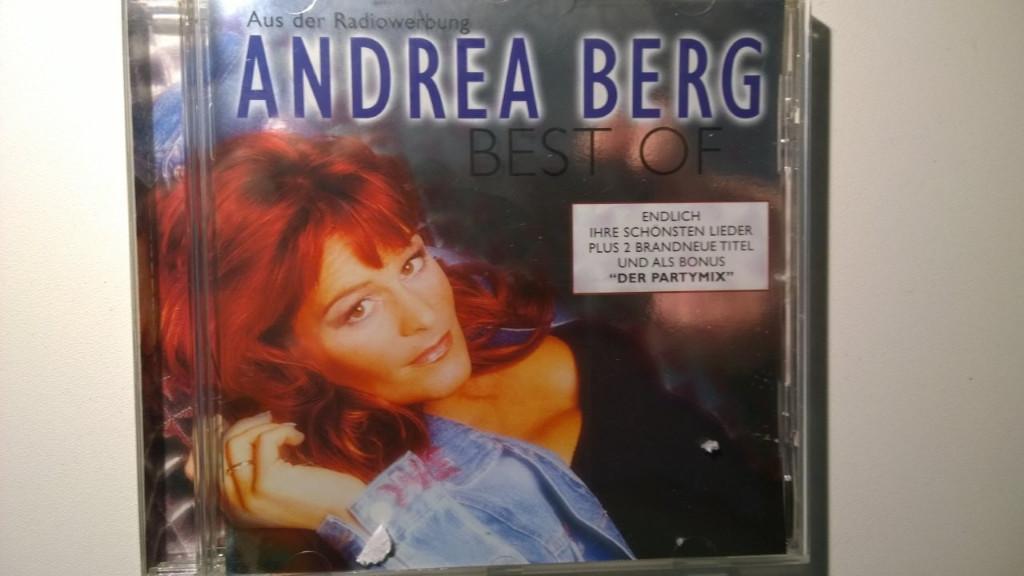 Aus der Radiowerbung
ANDREA BERG
BEST OF
ENDLICH
IHRE SCHÖNSTEN LIEDER
PLUS 2 BRANDNEUE TITEL
UND ALS BONUS
"DER PARTYMIX"